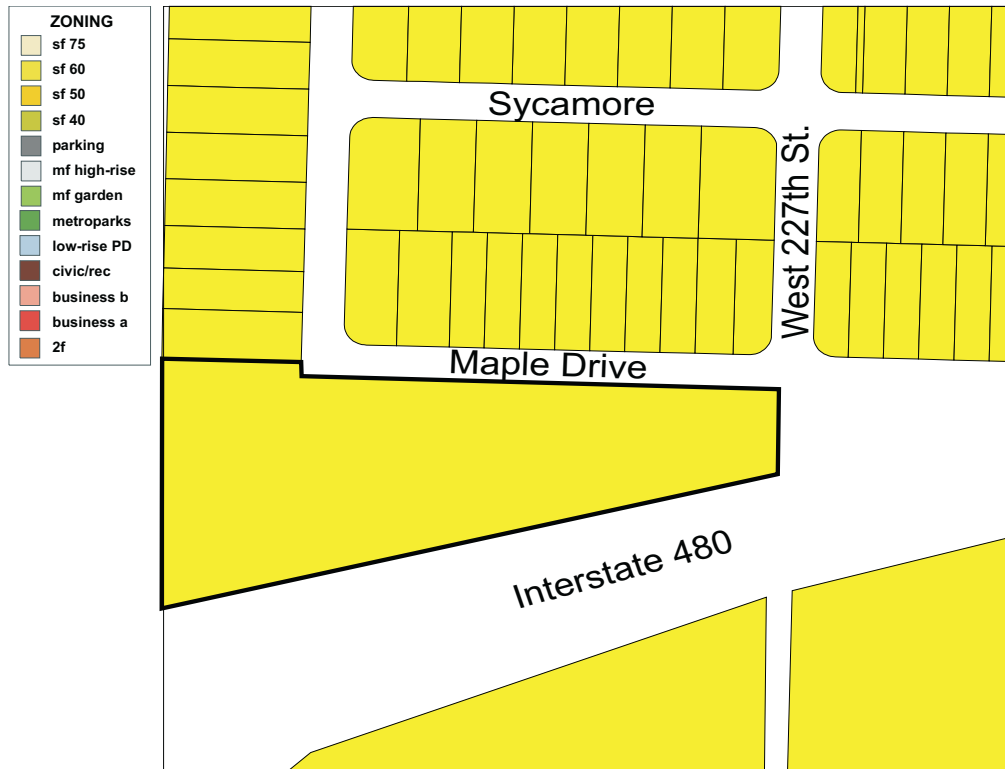 ZONING
sf 75
sf 60
sf 50
sf 40
parking
mf high-rise
mf garden
metroparks
low-rise PD
civic/rec
business b
business a
2f
Sycamore
West 227th St.
Maple Drive
Interstate 480